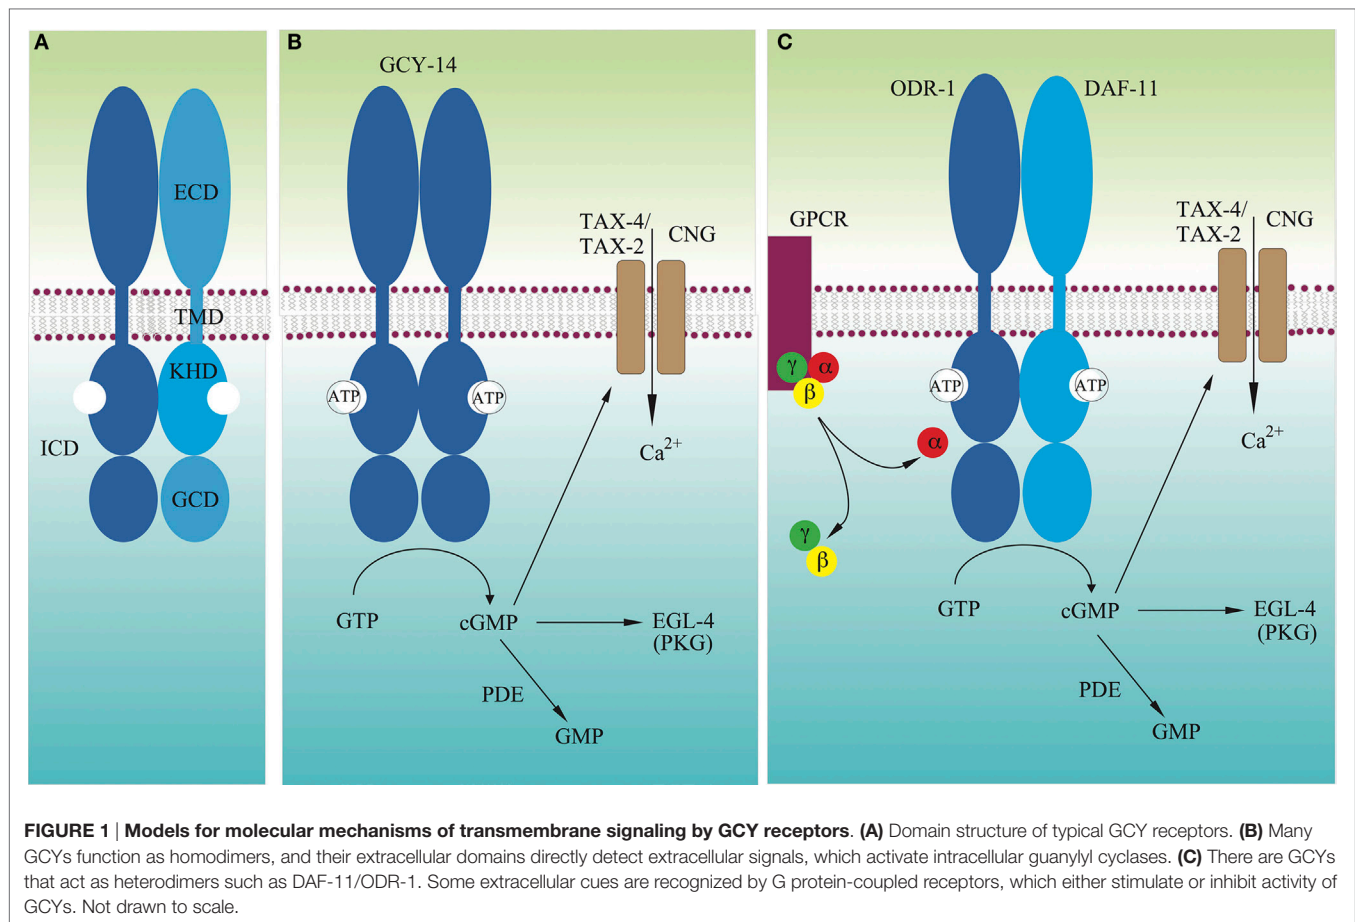 A
ECD
TMD
KHD
ICD
GCD
B
GCY-14
TAX-4/
TAX-2
CNG
ATP
ATP
Ca2+
GTP
cGMP
EGL-4
(PKG)
PDE
GMP
C
ODR-1
DAF-11
GPCR
TAX-4/
TAX-2
CNG
γ
α
β
ATP
ATP
α
Ca2+
γ
β
GTP
cGMP
EGL-4
(PKG)
PDE
GMP
FIGURE 1 | Models for molecular mechanisms of transmembrane signaling by GCY receptors. (A) Domain structure of typical GCY receptors. (B) Many
GCYs function as homodimers, and their extracellular domains directly detect extracellular signals, which activate intracellular guanylyl cyclases. (C) There are GCYs
that act as heterodimers such as DAF-11/ODR-1. Some extracellular cues are recognized by G protein-coupled receptors, which either stimulate or inhibit activity of
GCYs. Not drawn to scale.